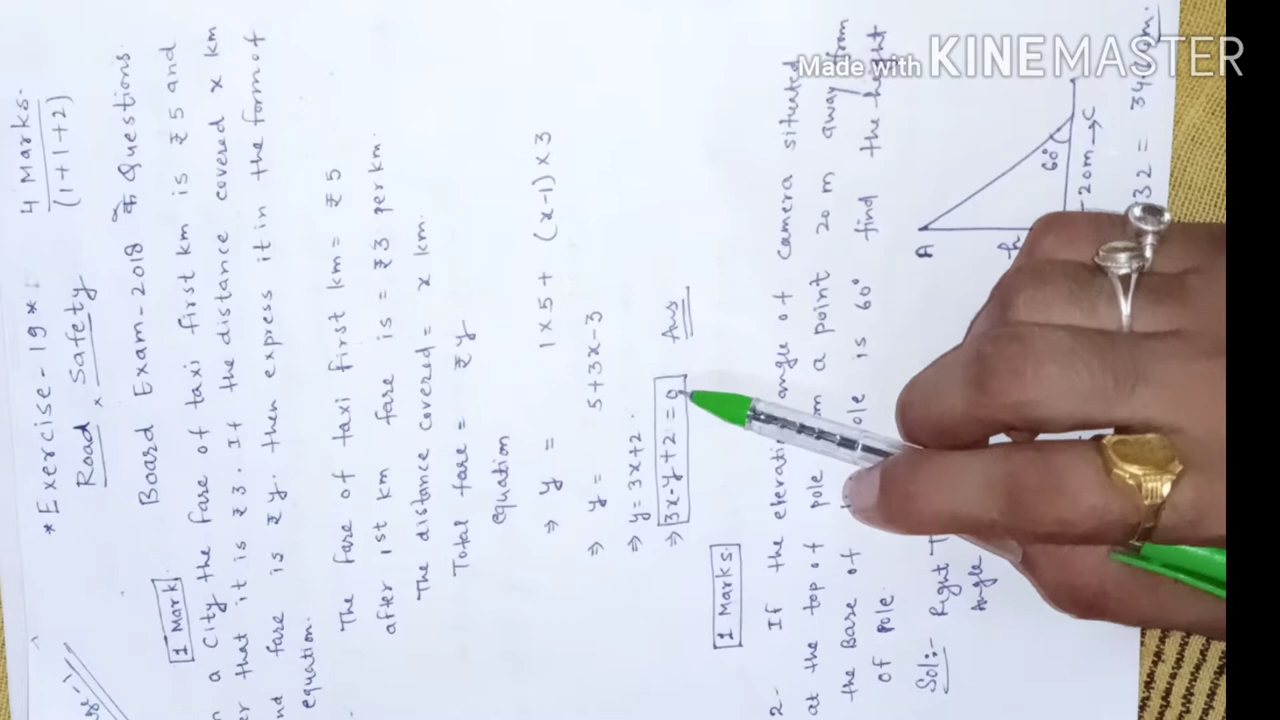 * Exercise-19 *
4 Marks.
(1+1+2)
Road x Safety
Board Exam-2018 के Questions.
1 Mark
a City the fare of taxi first km is ₹5 and
that it is ₹3. If the distance covered x km
fare is ₹y. then express it in the form of
equation.
The fare of taxi first km = ₹5
after 1st km fare is = ₹3 per km.
The distance covered = x km.
Total fare = ₹y
equation
⇒ y = 1×5 + (x-1)×3
⇒ y = 5+3x-3
⇒ y = 3x+2.
⇒ 3x-y+2 = Ans
1 Marks.
2- If the angle of camera situated
at the top of pole a point 20 m away from
the Base of is 60° find the height
of pole.
Sol:- Right
Angle
A
h
60°
20m→C
32 = 34
Made with KINEMASTER